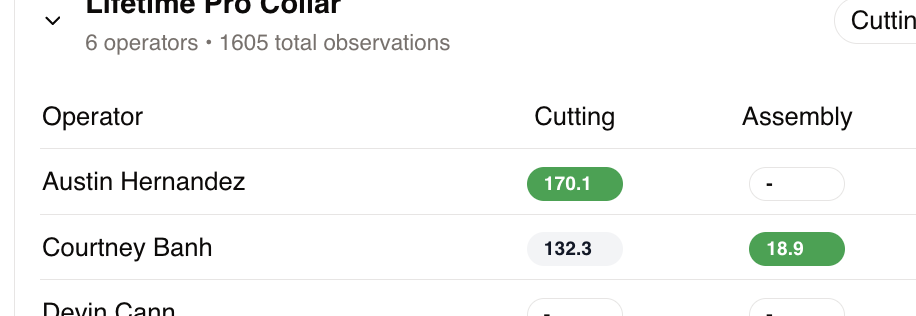 Lifetime Pro Collar
6 operators • 1605 total observations
Operator Cutting Assembly
Austin Hernandez 170.1 -
Courtney Banh 132.3 18.9
Devin Cann - -